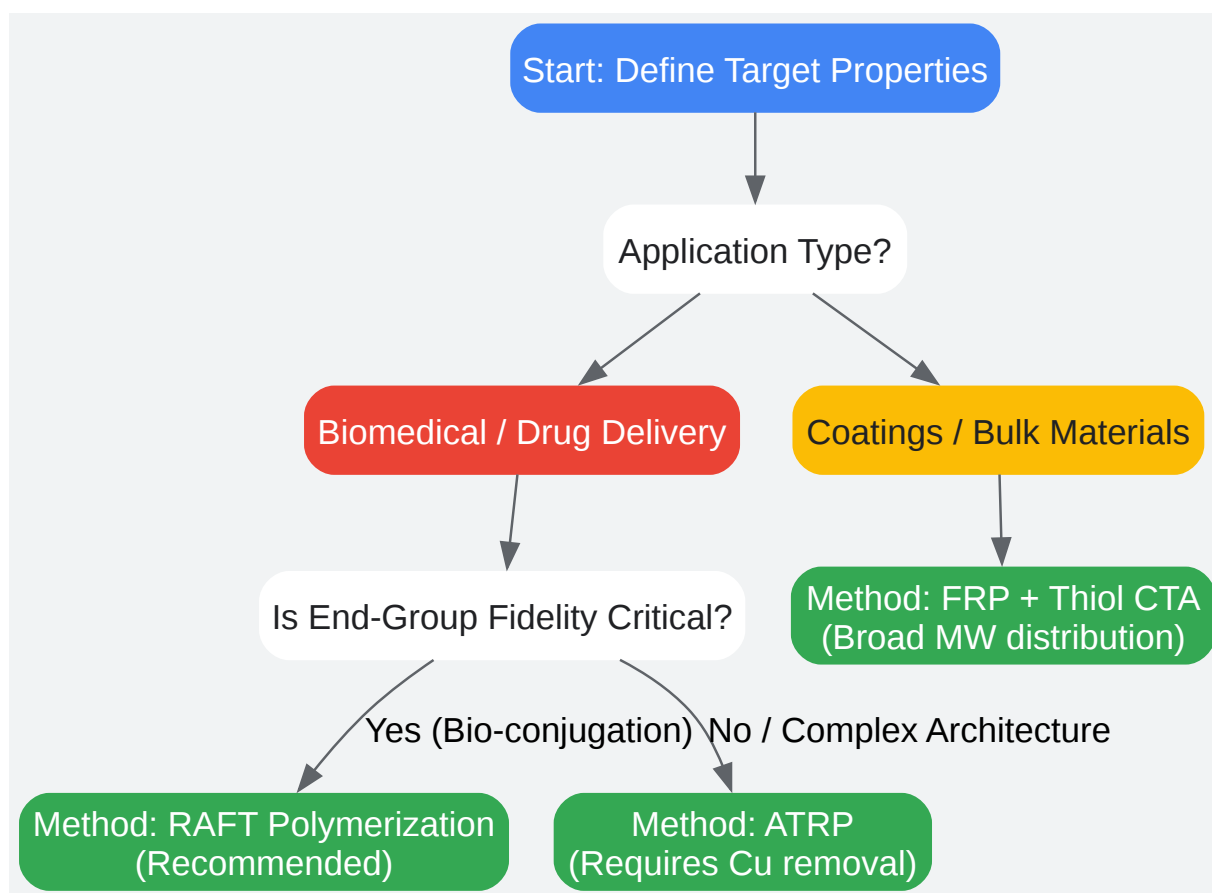 Start: Define Target Properties
Application Type?
Biomedical / Drug Delivery
Coatings / Bulk Materials
Is End-Group Fidelity Critical?
Method: FRP + Thiol CTA
(Broad MW distribution)
Yes (Bio-conjugation)
No / Complex Architecture
Method: RAFT Polymerization
(Recommended)
Method: ATRP
(Requires Cu removal)